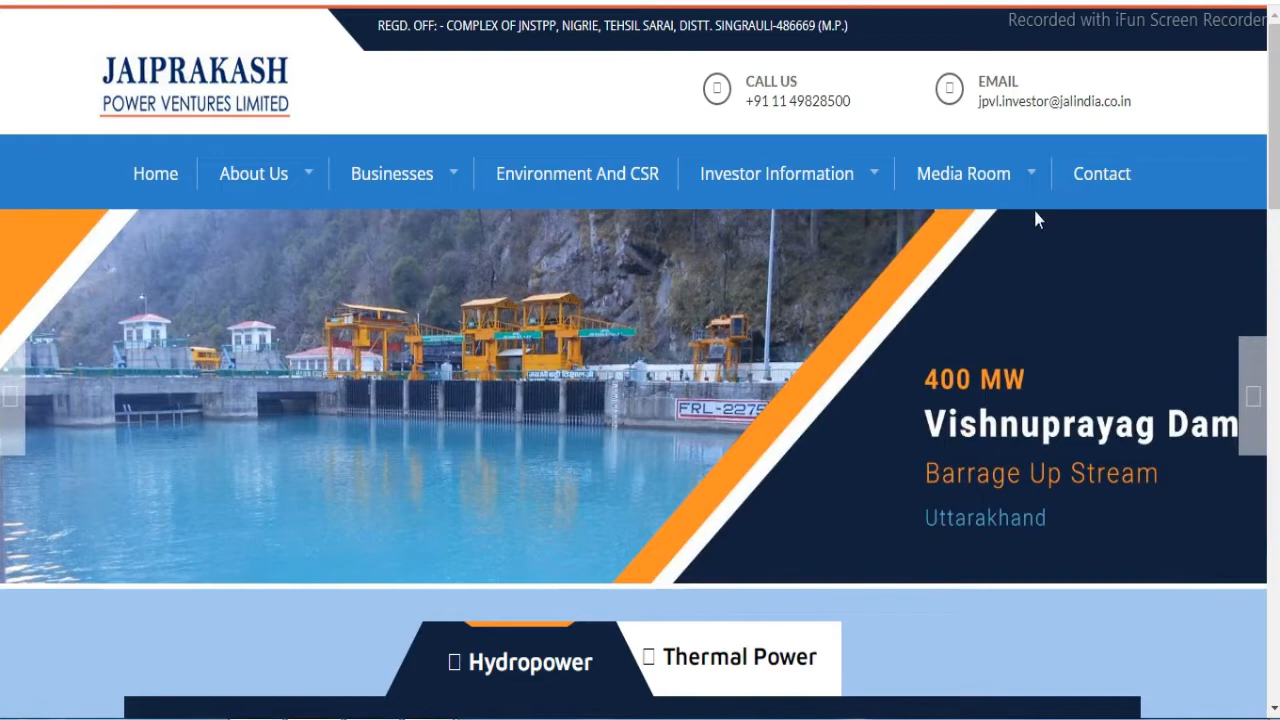 REGD. OFF: - COMPLEX OF JNSTPP, NIGRIE, TEHSIL SARAI, DISTT. SINGRAULI-486669 (M.P.)
Recorded with iFun Screen Recorder
JAIPRAKASH
POWER VENTURES LIMITED
CALL US
+91 11 49828500
EMAIL
jpvl.investor@jalindia.co.in
Home
About Us
Businesses
Environment And CSR
Investor Information
Media Room
Contact
FRL-2275
400 MW
Vishnuprayag Dam
Barrage Up Stream
Uttarakhand
Hydropower
Thermal Power